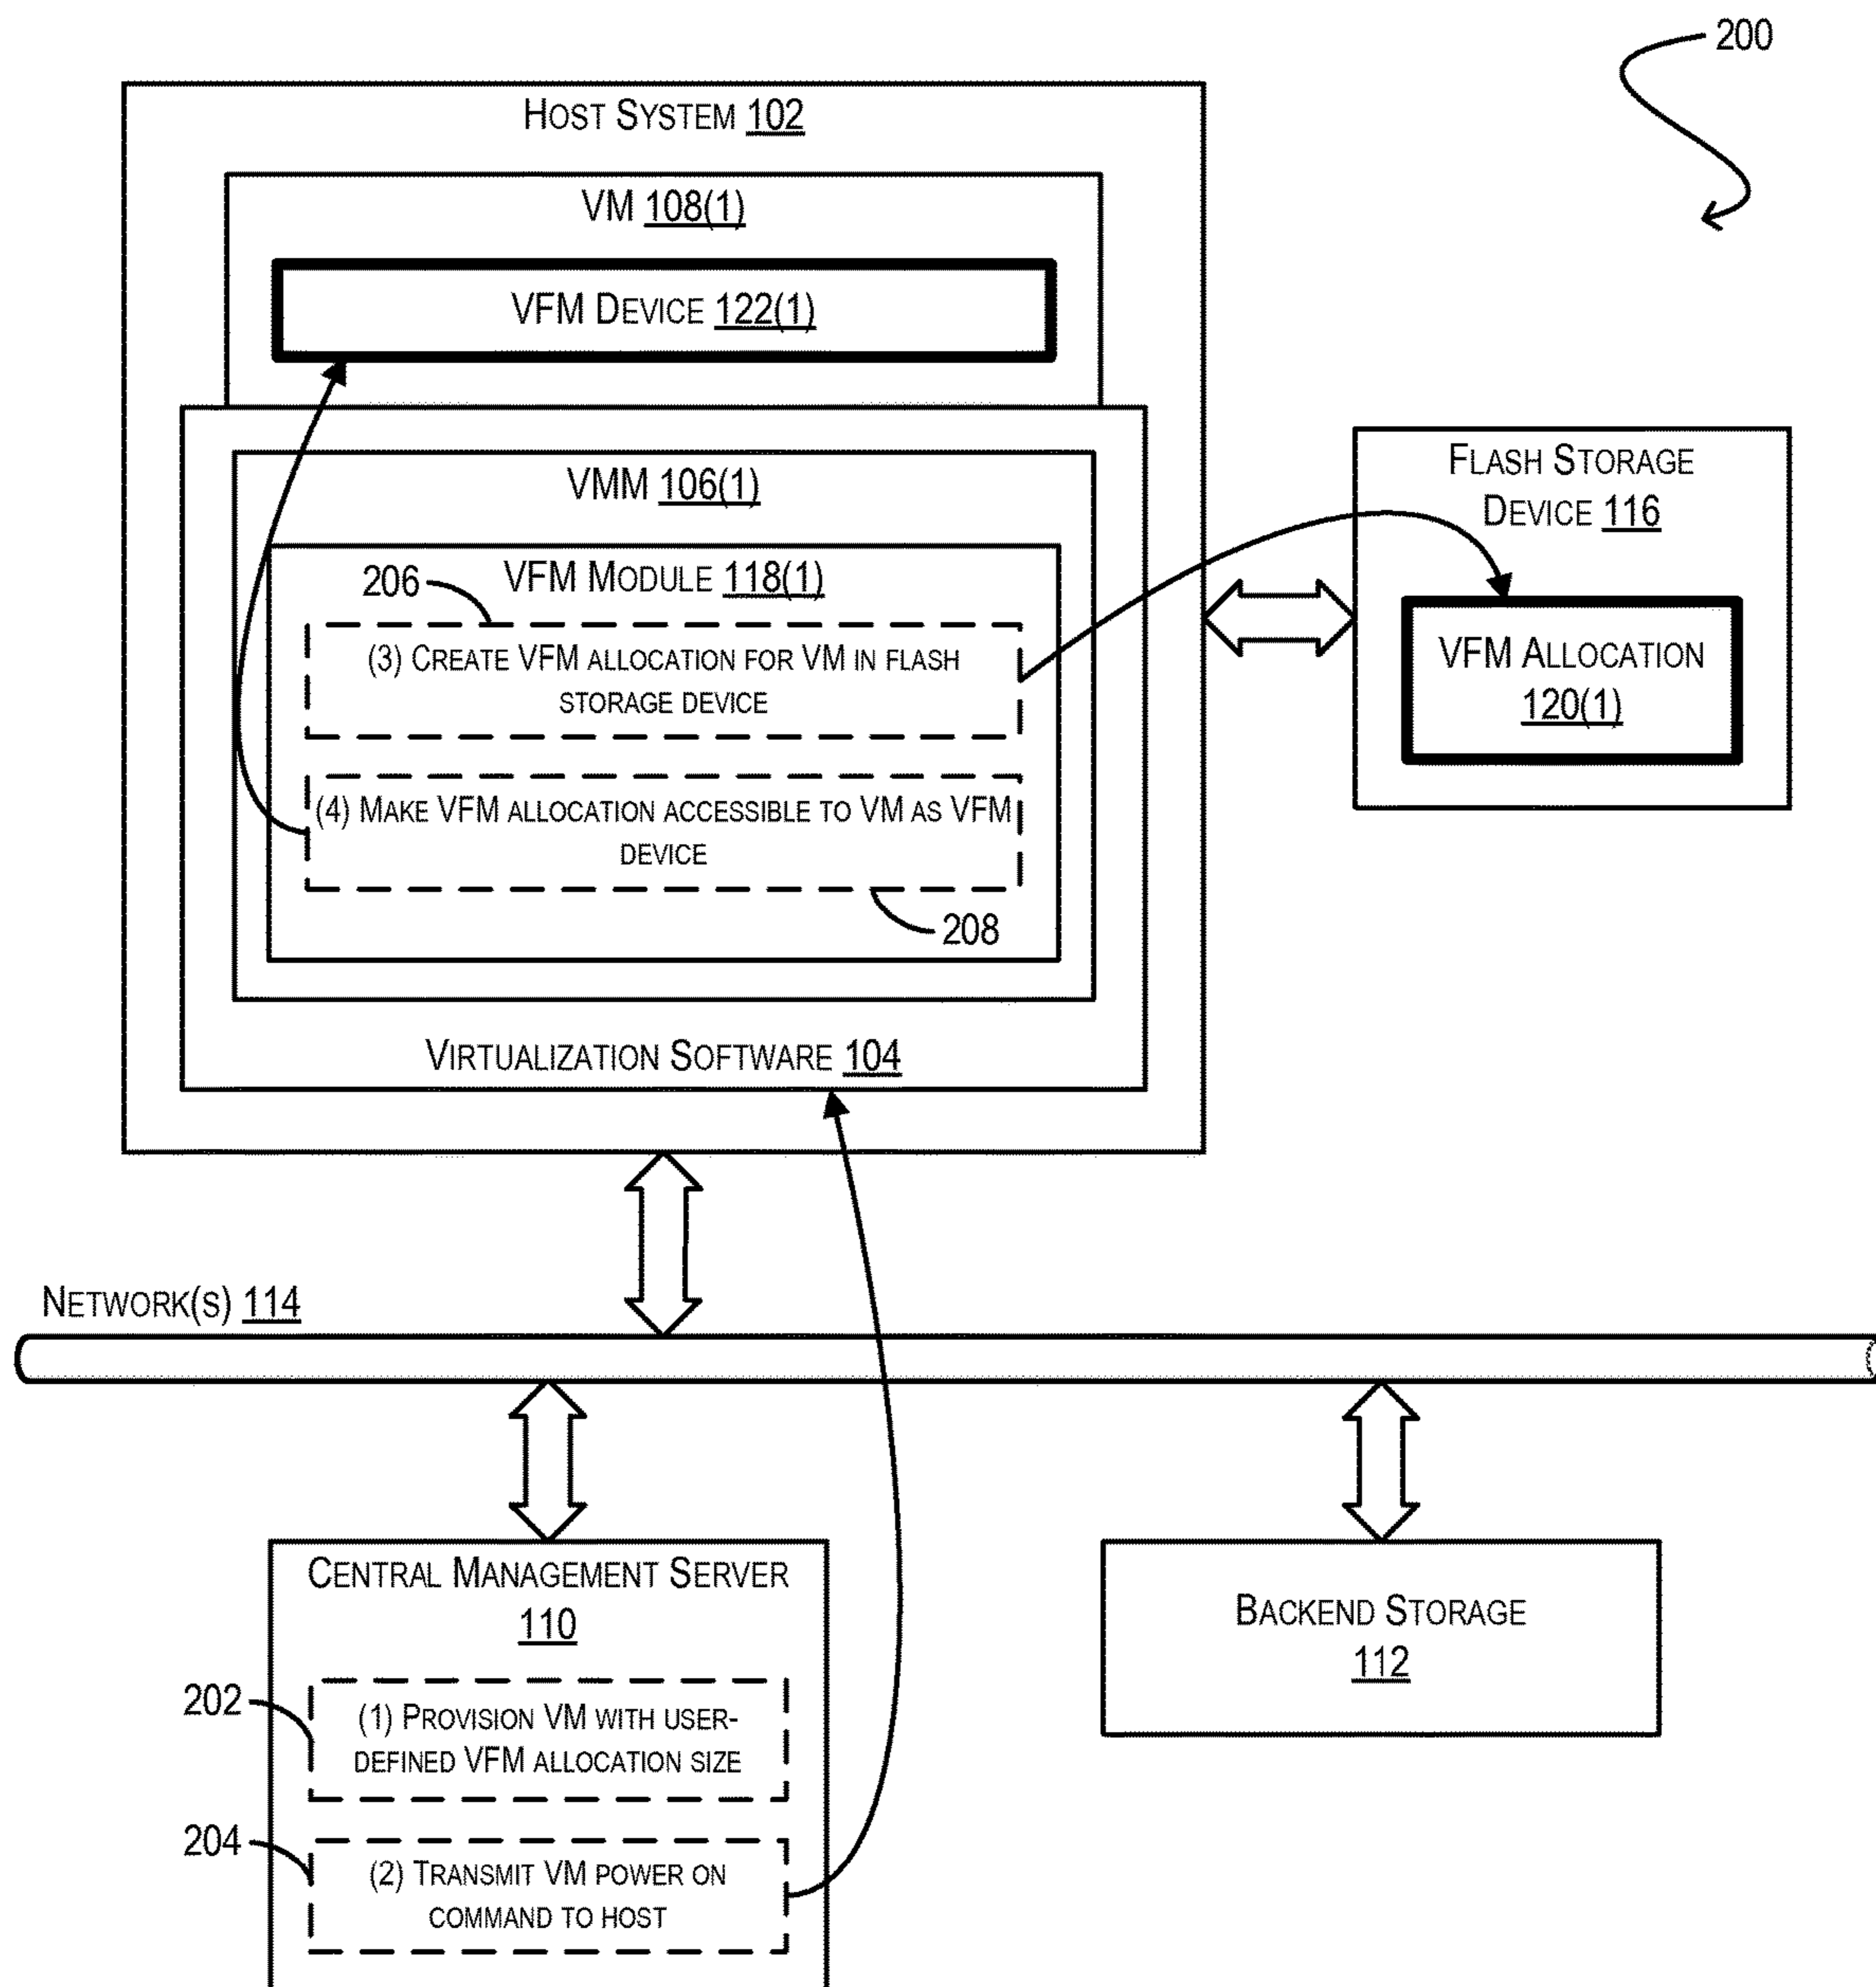 200
HOST SYSTEM 102
VM 108(1)
VFM DEVICE 122(1)
VMM 106(1)
FLASH STORAGE
DEVICE 116
VFM MODULE 118(1)
206
(3) CREATE VFM ALLOCATION FOR VM IN FLASH
STORAGE DEVICE
VFM ALLOCATION
120(1)
(4) MAKE VFM ALLOCATION ACCESSIBLE TO VM AS VFM
DEVICE
208
VIRTUALIZATION SOFTWARE 104
NETWORK(S) 114
CENTRAL MANAGEMENT SERVER
110
BACKEND STORAGE
112
202
(1) PROVISION VM WITH USER-
DEFINED VFM ALLOCATION SIZE
204
(2) TRANSMIT VM POWER ON
COMMAND TO HOST